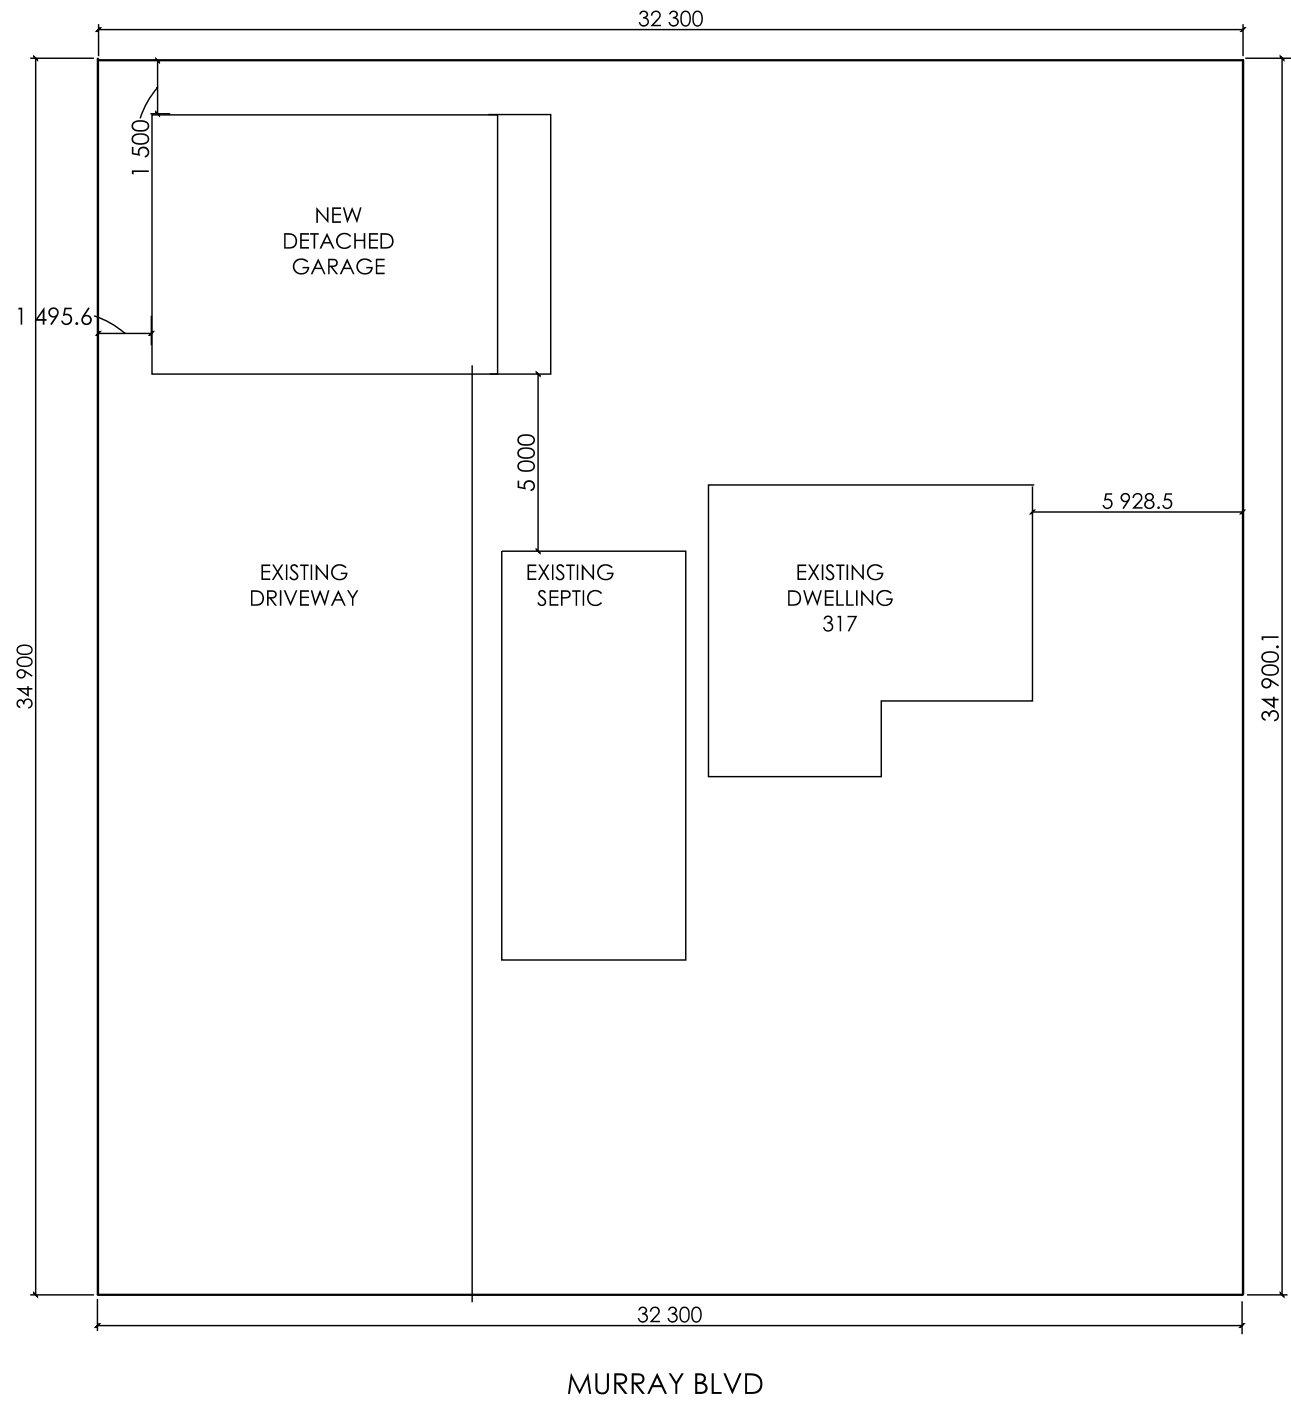 32 300
1 500
NEW
DETACHED
GARAGE
1 495.6
5 000
5 928.5
EXISTING
DRIVEWAY
EXISTING
SEPTIC
EXISTING
DWELLING
317
34 900
34 900.1
32 300
MURRAY BLVD